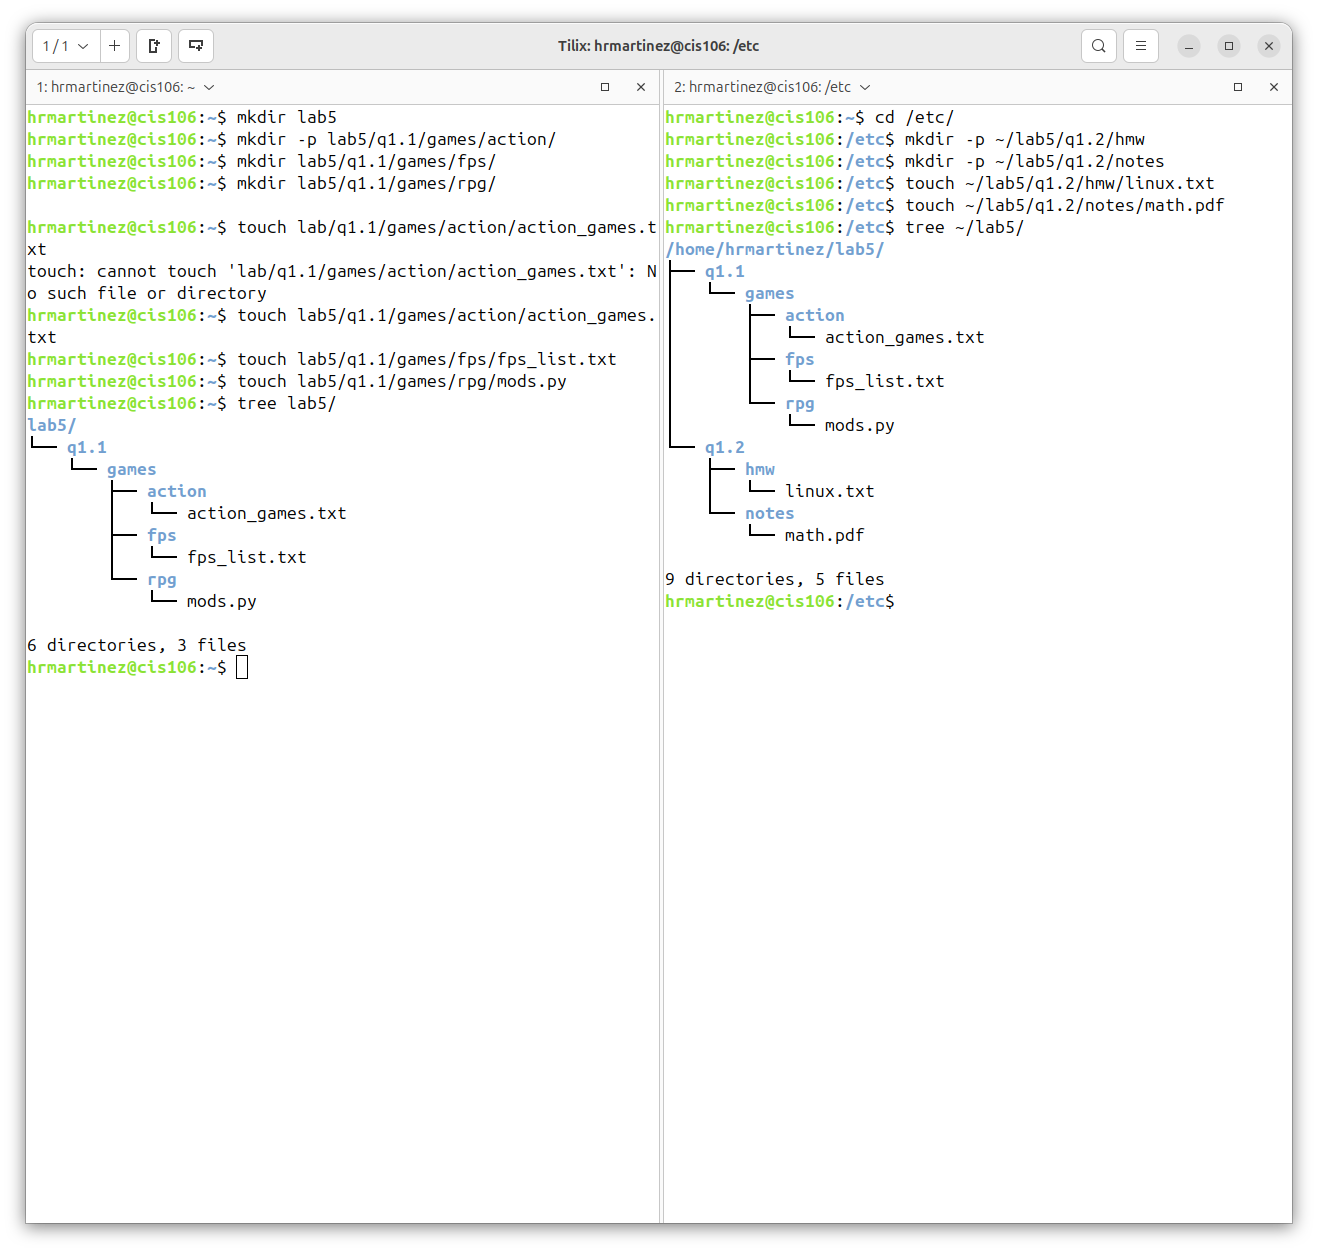 1 / 1
Tilix: hrmartinez@cis106: /etc
1: hrmartinez@cis106: ~
hrmartinez@cis106:~$ mkdir lab5
hrmartinez@cis106:~$ mkdir -p lab5/q1.1/games/action/
hrmartinez@cis106:~$ mkdir lab5/q1.1/games/fps/
hrmartinez@cis106:~$ mkdir lab5/q1.1/games/rpg/
hrmartinez@cis106:~$ touch lab/q1.1/games/action/action_games.t
xt
touch: cannot touch 'lab/q1.1/games/action/action_games.txt': N
o such file or directory
hrmartinez@cis106:~$ touch lab5/q1.1/games/action/action_games.
txt
hrmartinez@cis106:~$ touch lab5/q1.1/games/fps/fps_list.txt
hrmartinez@cis106:~$ touch lab5/q1.1/games/rpg/mods.py
hrmartinez@cis106:~$ tree lab5/
lab5/
└── q1.1
    └── games
        ├── action
        │   └── action_games.txt
        ├── fps
        │   └── fps_list.txt
        └── rpg
            └── mods.py
6 directories, 3 files
hrmartinez@cis106:~$
2: hrmartinez@cis106: /etc
hrmartinez@cis106:~$ cd /etc/
hrmartinez@cis106:/etc$ mkdir -p ~/lab5/q1.2/hmw
hrmartinez@cis106:/etc$ mkdir -p ~/lab5/q1.2/notes
hrmartinez@cis106:/etc$ touch ~/lab5/q1.2/hmw/linux.txt
hrmartinez@cis106:/etc$ touch ~/lab5/q1.2/notes/math.pdf
hrmartinez@cis106:/etc$ tree ~/lab5/
/home/hrmartinez/lab5/
├── q1.1
│   └── games
│       ├── action
│       │   └── action_games.txt
│       ├── fps
│       │   └── fps_list.txt
│       └── rpg
│           └── mods.py
└── q1.2
    ├── hmw
    │   └── linux.txt
    └── notes
        └── math.pdf
9 directories, 5 files
hrmartinez@cis106:/etc$